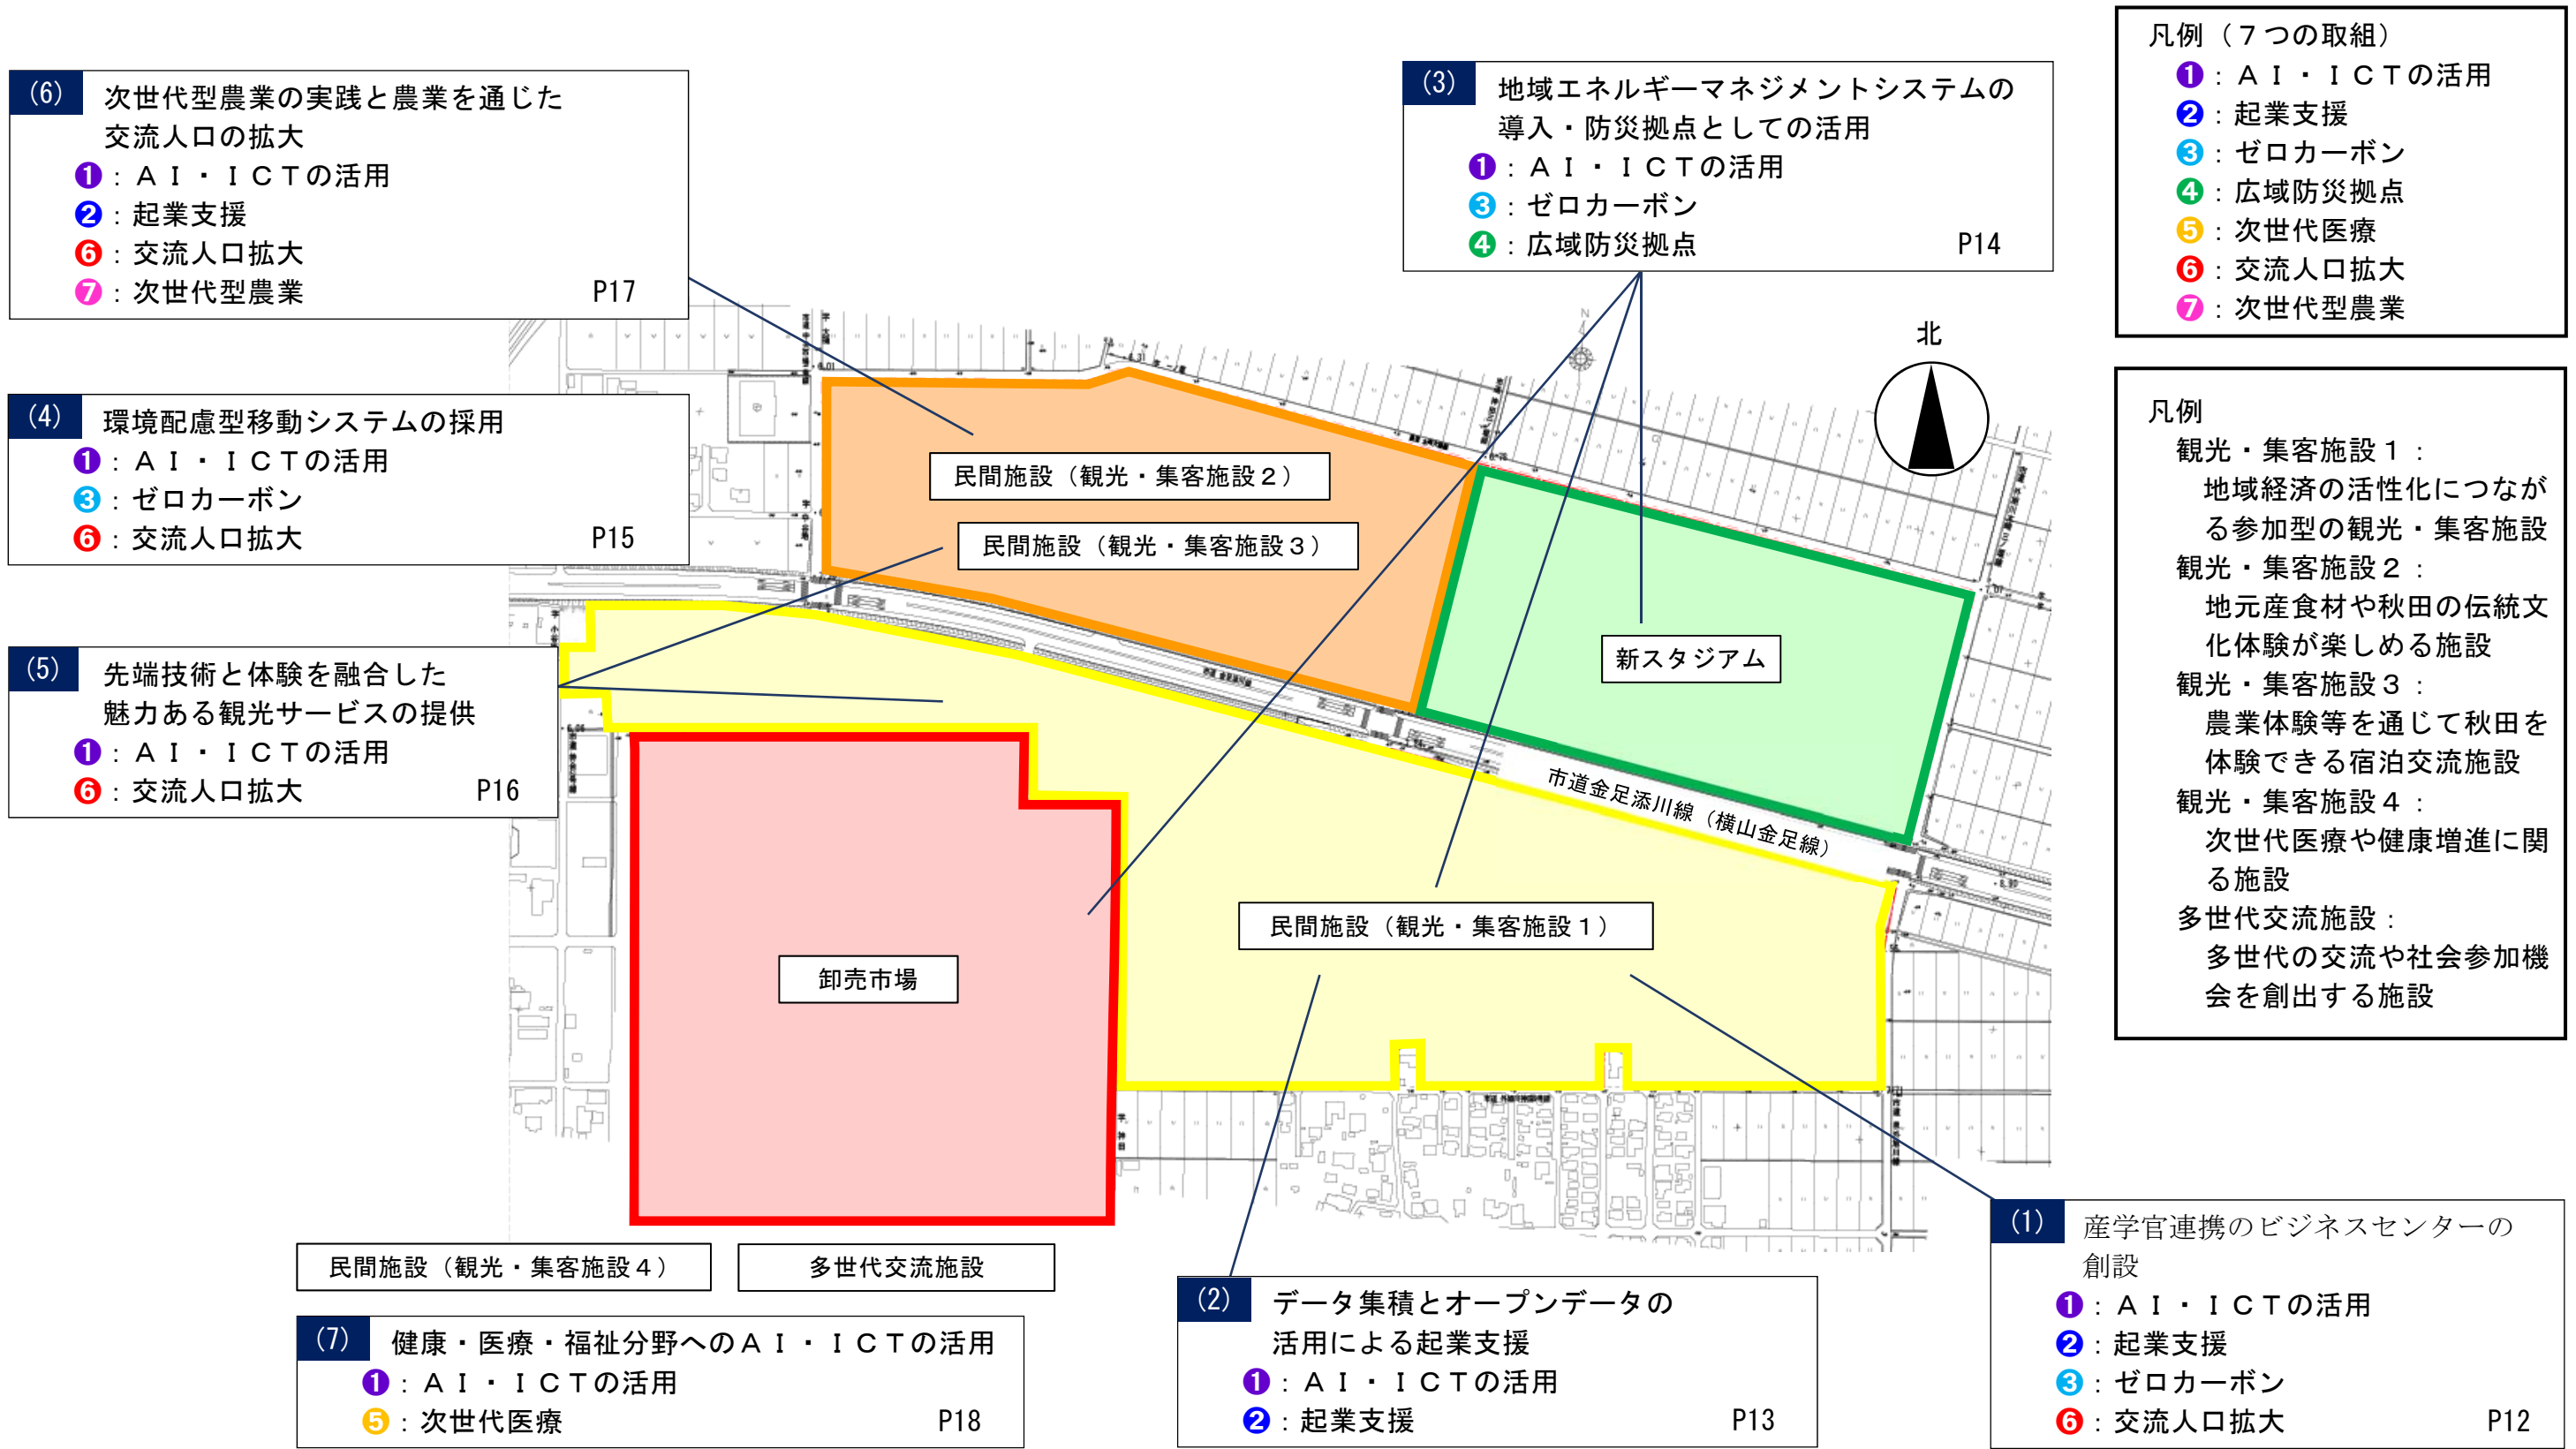 (6) 次世代型農業の実践と農業を通じた
交流人口の拡大
❶：ＡＩ・ＩＣＴの活用
❷：起業支援
❻：交流人口拡大
❼：次世代型農業 P17
(4) 環境配慮型移動システムの採用
❶：ＡＩ・ＩＣＴの活用
❸：ゼロカーボン
❻：交流人口拡大 P15
(5) 先端技術と体験を融合した
魅力ある観光サービスの提供
❶：ＡＩ・ＩＣＴの活用
❻：交流人口拡大 P16
(3) 地域エネルギーマネジメントシステムの
導入・防災拠点としての活用
❶：ＡＩ・ＩＣＴの活用
❸：ゼロカーボン
❹：広域防災拠点 P14
凡例（７つの取組）
❶：ＡＩ・ＩＣＴの活用
❷：起業支援
❸：ゼロカーボン
❹：広域防災拠点
❺：次世代医療
❻：交流人口拡大
❼：次世代型農業
北
N
凡例
観光・集客施設１：
地域経済の活性化につなが
る参加型の観光・集客施設
観光・集客施設２：
地元産食材や秋田の伝統文
化体験が楽しめる施設
観光・集客施設３：
農業体験等を通じて秋田を
体験できる宿泊交流施設
観光・集客施設４：
次世代医療や健康増進に関
る施設
多世代交流施設：
多世代の交流や社会参加機
会を創出する施設
民間施設（観光・集客施設２）
民間施設（観光・集客施設３）
新スタジアム
市道金足添川線（横山金足線）
民間施設（観光・集客施設１）
卸売市場
民間施設（観光・集客施設４）
多世代交流施設
(7) 健康・医療・福祉分野へのＡＩ・ＩＣＴの活用
❶：ＡＩ・ＩＣＴの活用
❺：次世代医療 P18
(2) データ集積とオープンデータの
活用による起業支援
❶：ＡＩ・ＩＣＴの活用
❷：起業支援 P13
(1) 産学官連携のビジネスセンターの
創設
❶：ＡＩ・ＩＣＴの活用
❷：起業支援
❸：ゼロカーボン
❻：交流人口拡大 P12